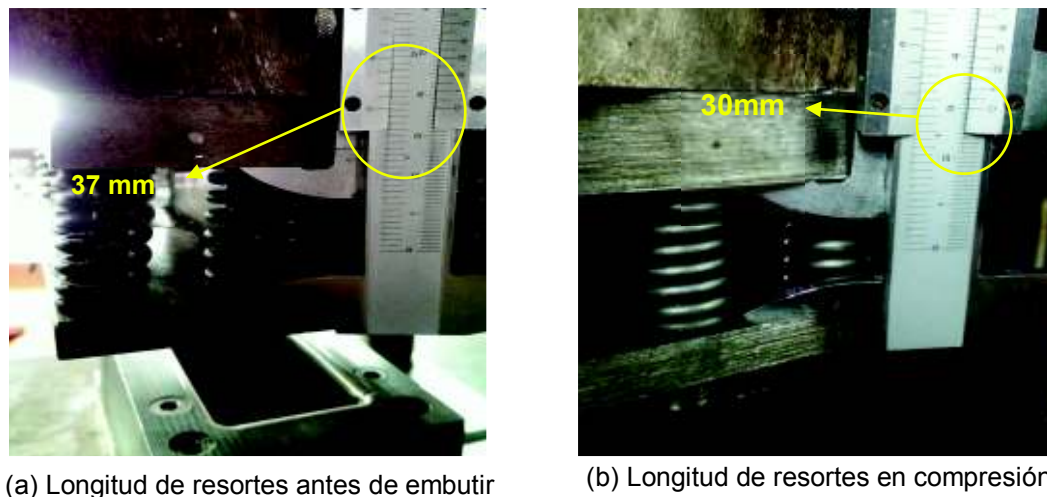 37 mm
30mm
(a) Longitud de resortes antes de embutir
(b) Longitud de resortes en compresión